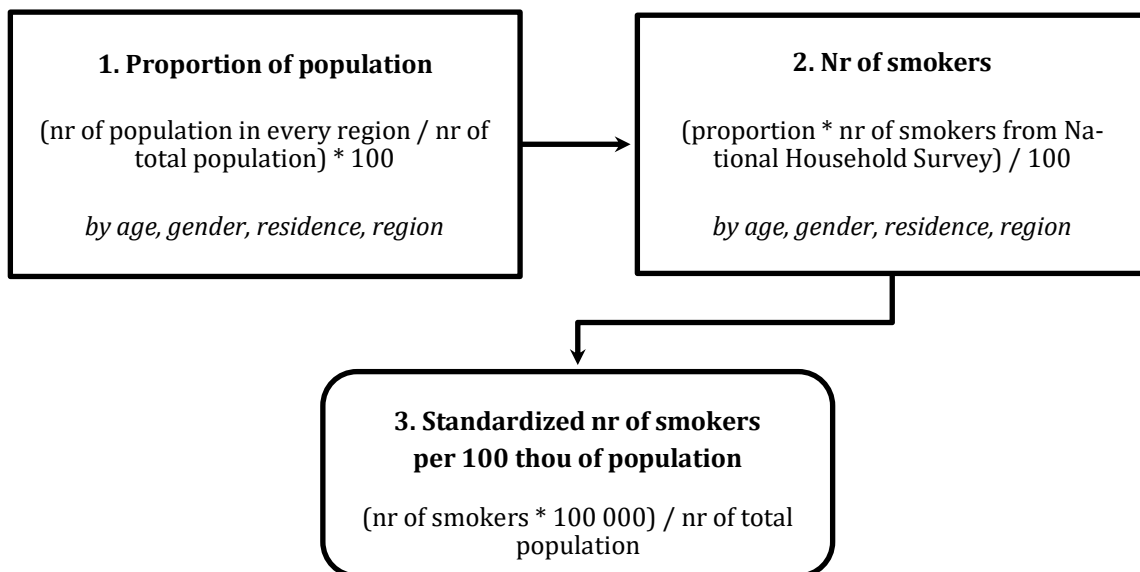 1. Proportion of population
(nr of population in every region / nr of
total population) * 100
by age, gender, residence, region
2. Nr of smokers
(proportion * nr of smokers from Na-
tional Household Survey) / 100
by age, gender, residence, region
3. Standardized nr of smokers
per 100 thou of population
(nr of smokers * 100 000) / nr of total
population